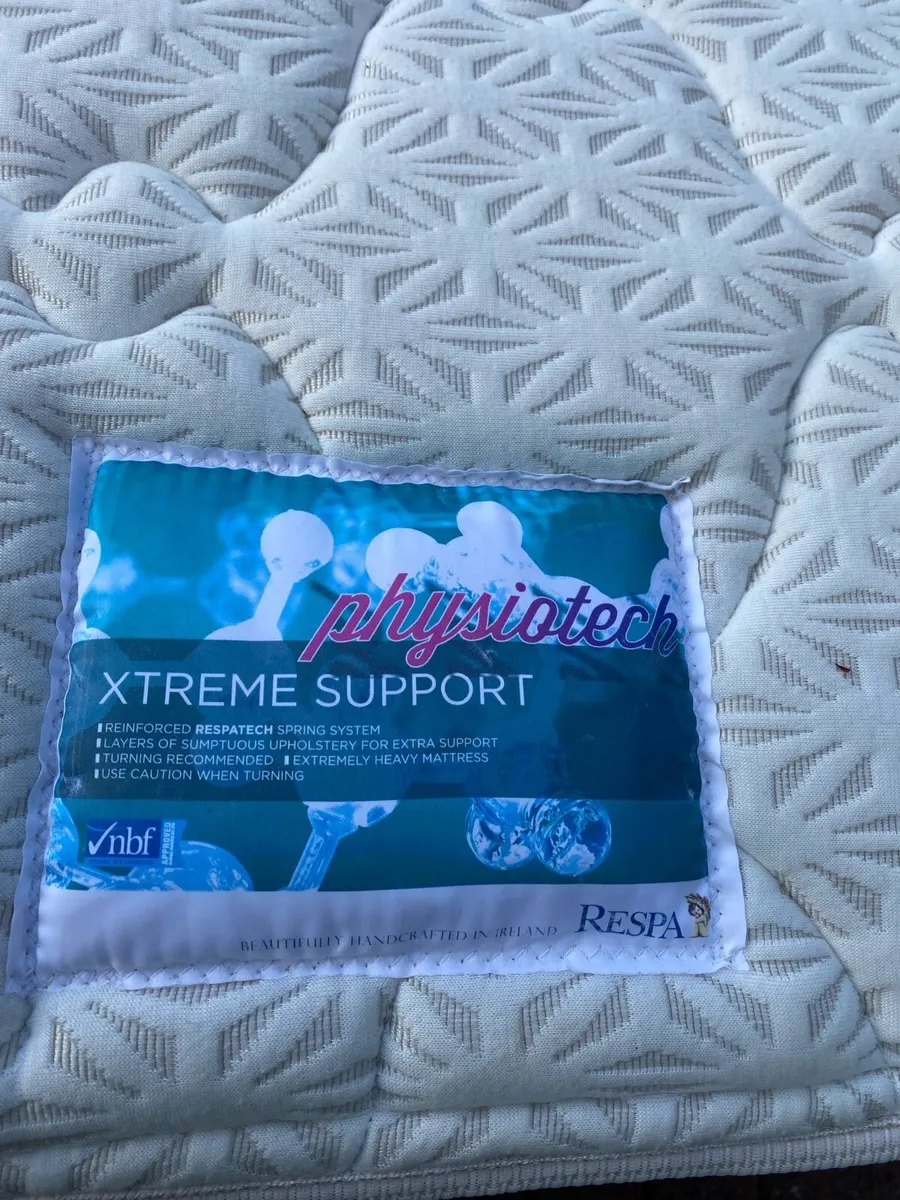 physiotech
XTREME SUPPORT
REINFORCED RESPATECH SPRING SYSTEM
LAYERS OF SUMPTUOUS UPHOLSTERY FOR EXTRA SUPPORT
TURNING RECOMMENDED EXTREMELY HEAVY MATTRESS
USE CAUTION WHEN TURNING
nbf
APPROVED
BEAUTIFULLY HANDCRAFTED IN IRELAND
RESPA